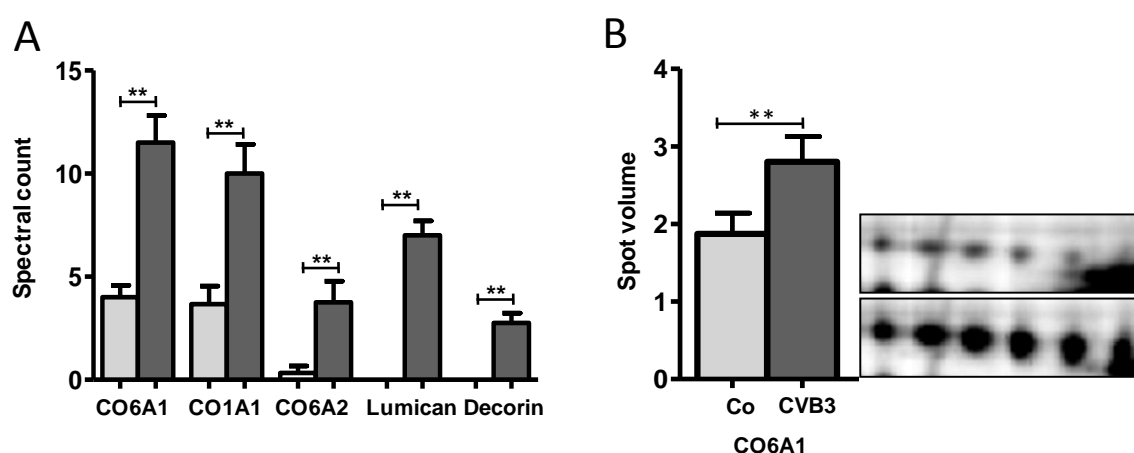 A
Spectral count
15
10
5
0
**
**
**
**
**
CO6A1 CO1A1 CO6A2 Lumican Decorin
B
Spot volume
4
3
2
1
0
**
Co CVB3
CO6A1